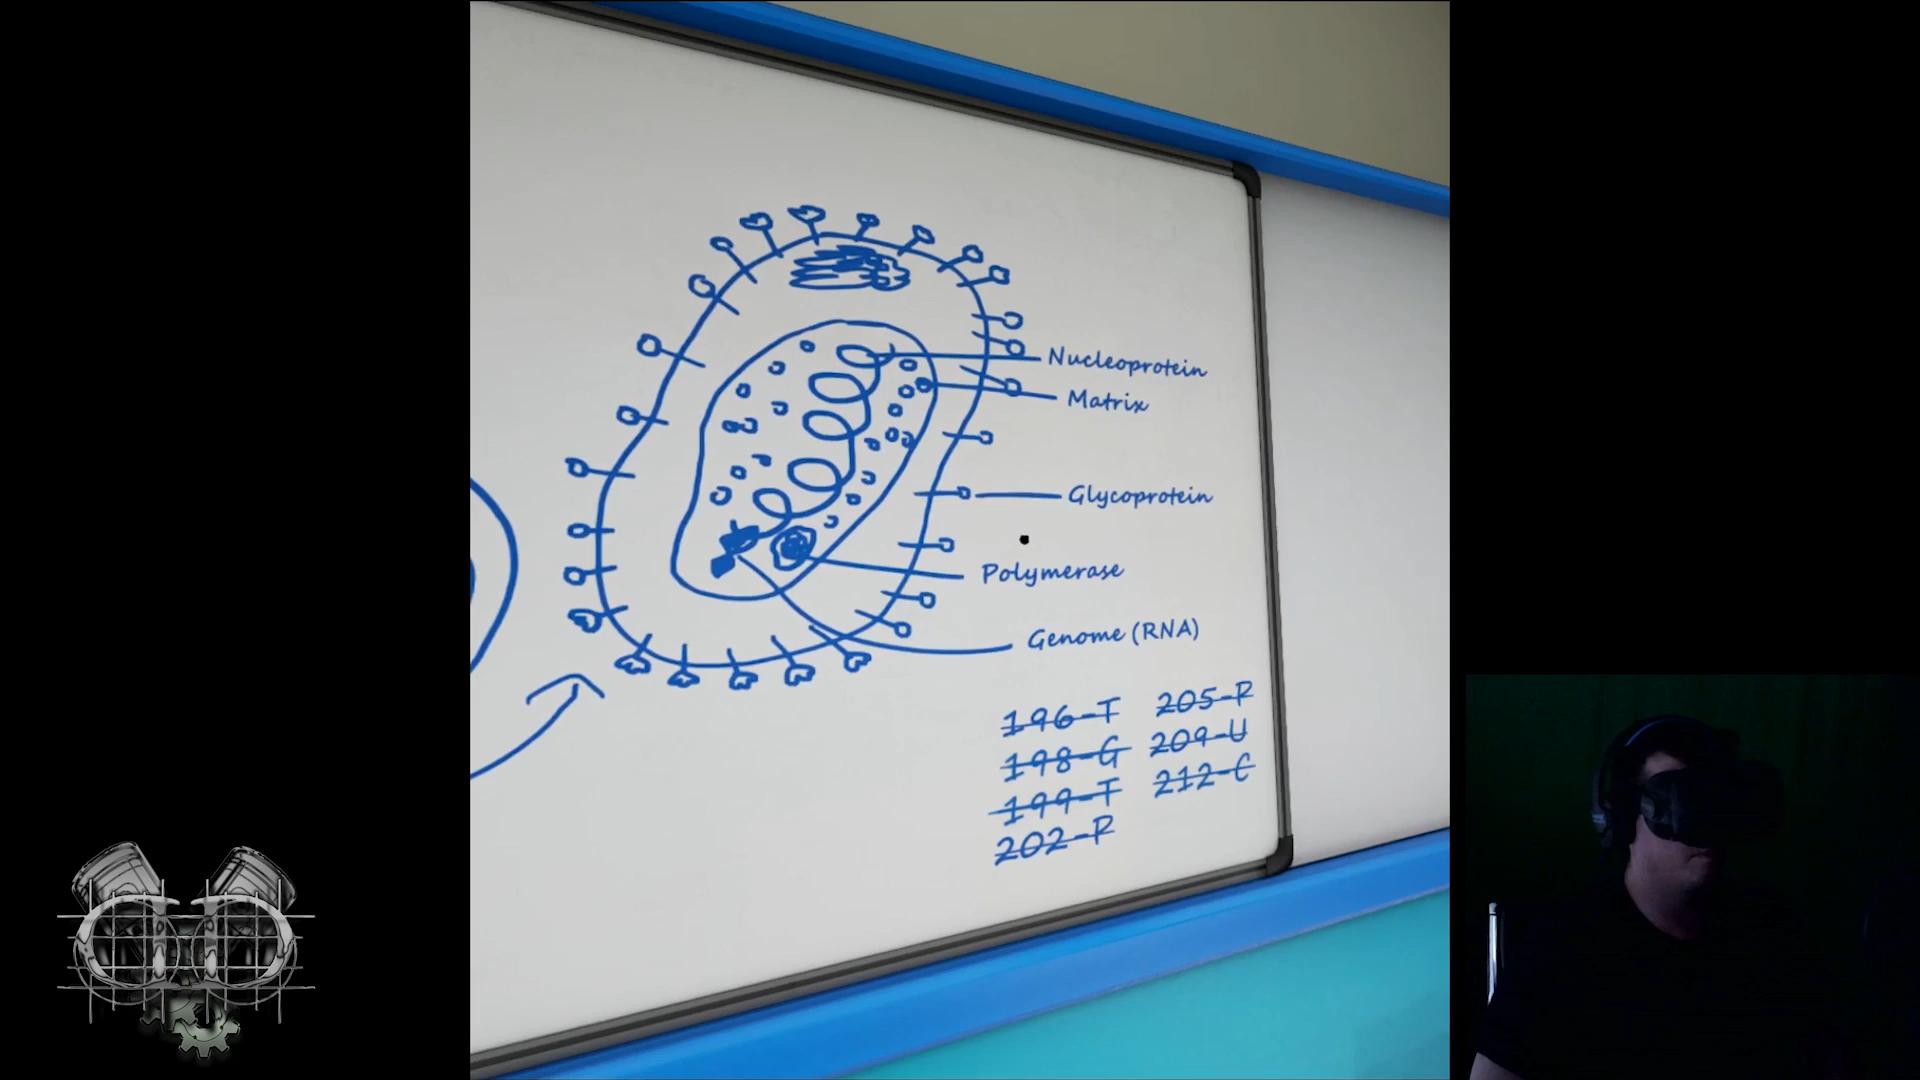 Nucleoprotein
Matrix
Glycoprotein
Polymerase
Genome (RNA)
196-T 205-P
198-G 209-U
199-T 212-C
202-P